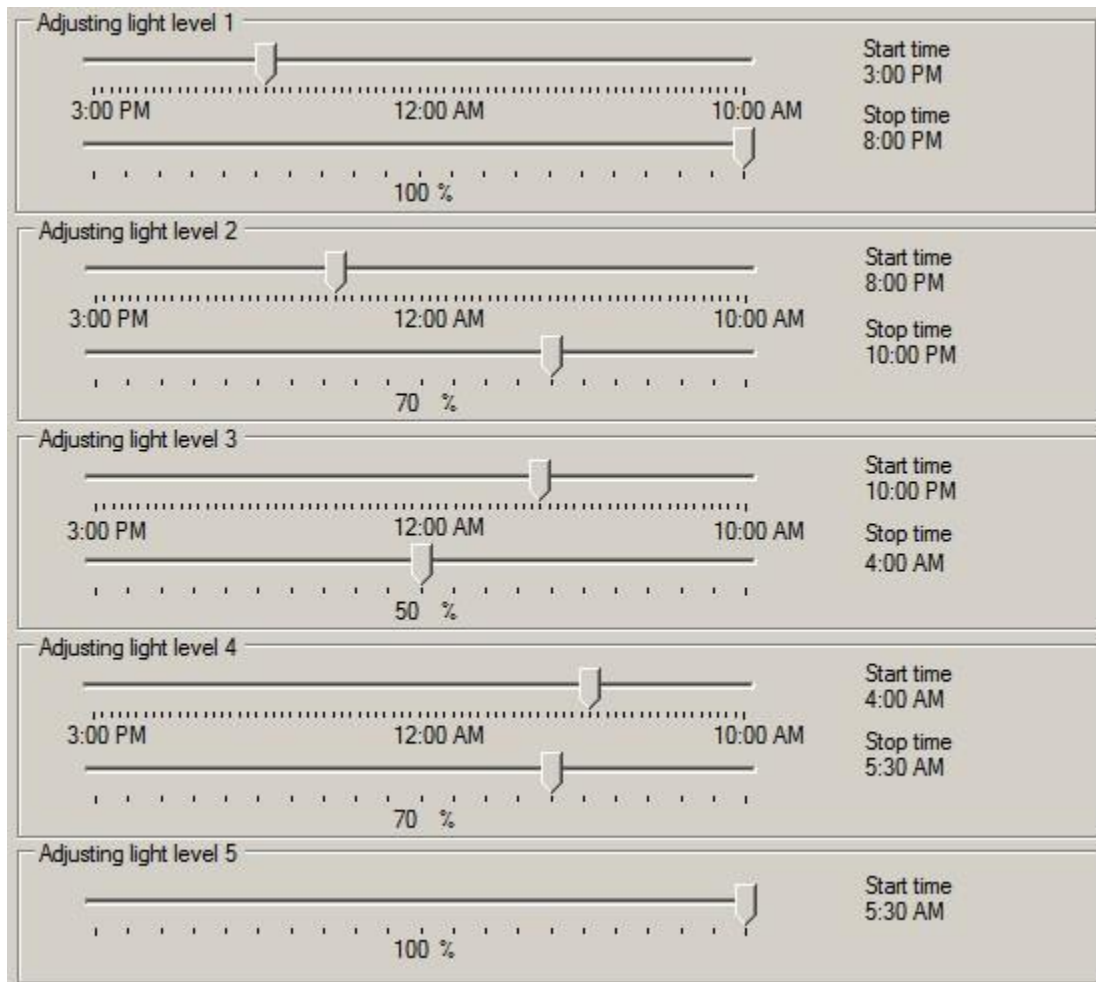 Adjusting light level 1
Start time
3:00 PM
3:00 PM 12:00 AM 10:00 AM
Stop time
8:00 PM
100 %
Adjusting light level 2
Start time
8:00 PM
3:00 PM 12:00 AM 10:00 AM
Stop time
10:00 PM
70 %
Adjusting light level 3
Start time
10:00 PM
3:00 PM 12:00 AM 10:00 AM
Stop time
4:00 AM
50 %
Adjusting light level 4
Start time
4:00 AM
3:00 PM 12:00 AM 10:00 AM
Stop time
5:30 AM
70 %
Adjusting light level 5
Start time
5:30 AM
100 %